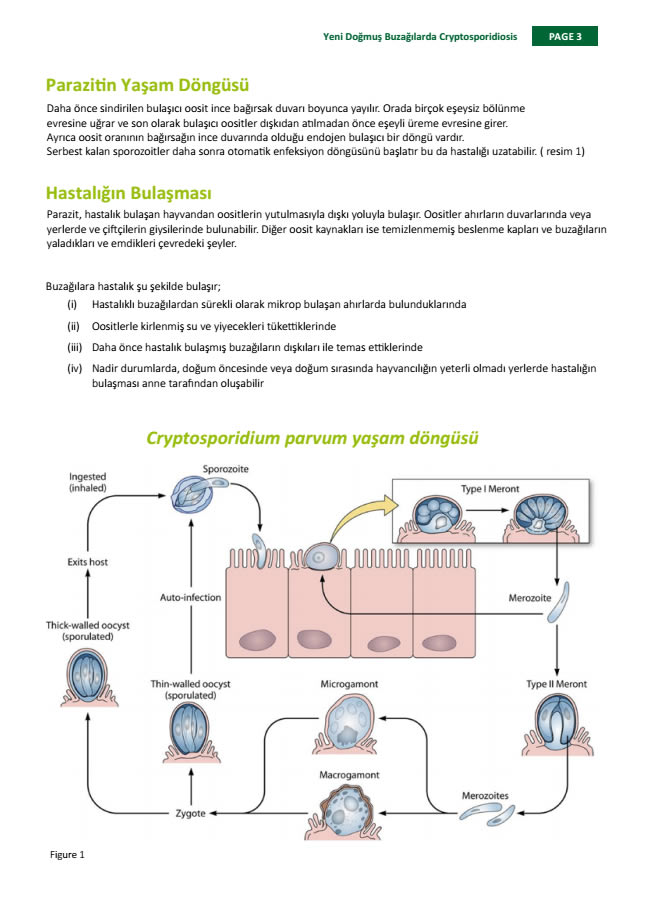 Yeni Doğmuş Buzağılarda Cryptosporidiosis
PAGE 3
Parazitin Yaşam Döngüsü
Daha önce sindirilen bulaşıcı oosit ince bağırsak duvarı boyunca yayılır. Orada birçok eşeysiz bölünme
evresine uğrar ve son olarak bulaşıcı oositler dışkıdan atılmadan önce eşeyli üreme evresine girer.
Ayrıca oosit oranının bağırsağın ince duvarında olduğu endojen bulaşıcı bir döngü vardır.
Serbest kalan sporozoitler daha sonra otomatik enfeksiyon döngüsünü başlatır bu da hastalığı uzatabilir. ( resim 1)
Hastalığın Bulaşması
Parazit, hastalık bulaşan hayvandan oositlerin yutulmasıyla dışkı yoluyla bulaşır. Oositler ahırların duvarlarında veya
yerlerde ve çiftçilerin giysilerinde bulunabilir. Diğer oosit kaynakları ise temizlenmemiş beslenme kapları ve buzağıların
yaladıkları ve emdikleri çevredeki şeyler.
Buzağılara hastalık şu şekilde bulaşır;
(i) Hastalıklı buzağılardan sürekli olarak mikrop bulaşan ahırlarda bulunduklarında
(ii) Oositlerle kirlenmiş su ve yiyecekleri tükettiklerinde
(iii) Daha önce hastalık bulaşmış buzağıların dışkıları ile temas ettiklerinde
(iv) Nadir durumlarda, doğum öncesinde veya doğum sırasında hayvancılığın yeterli olmadı yerlerde hastalığın
bulaşması anne tarafından oluşabilir
Cryptosporidium parvum yaşam döngüsü
Ingested
(inhaled)
Sporozoite
Type I Meront
Exits host
Auto-infection
Merozoite
Thick-walled oocyst
(sporulated)
Thin-walled oocyst
(sporulated)
Microgamont
Type II Meront
Macrogamont
Merozoites
Zygote
Figure 1